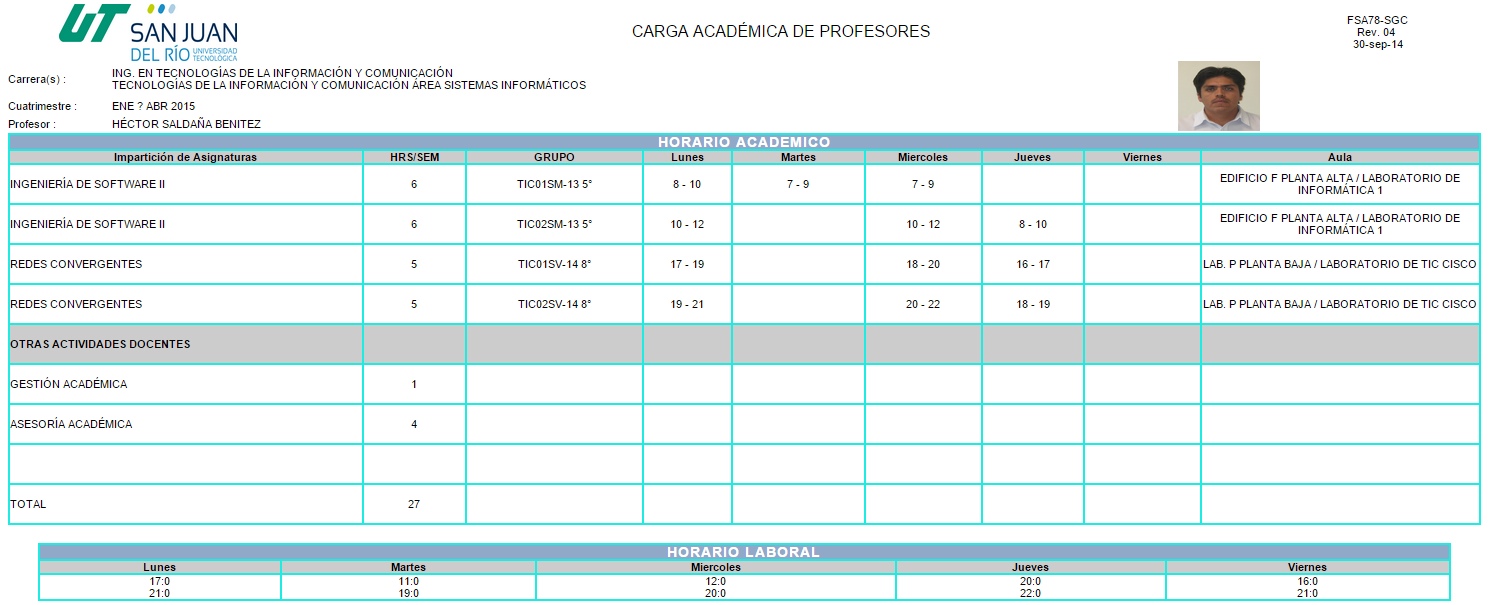 UT SAN JUAN DEL RÍO UNIVERSIDAD TECNOLÓGICA
CARGA ACADÉMICA DE PROFESORES
FSA78-SGC
Rev. 04
30-sep-14
Carrera(s) : ING. EN TECNOLOGÍAS DE LA INFORMACIÓN Y COMUNICACIÓN
TECNOLOGÍAS DE LA INFORMACIÓN Y COMUNICACIÓN ÁREA SISTEMAS INFORMÁTICOS
Cuatrimestre : ENE ? ABR 2015
Profesor : HÉCTOR SALDAÑA BENITEZ
HORARIO ACADEMICO
Impartición de Asignaturas HRS/SEM GRUPO Lunes Martes Miercoles Jueves Viernes Aula
INGENIERÍA DE SOFTWARE II 6 TIC01SM-13 5° 8 - 10 7 - 9 7 - 9 EDIFICIO F PLANTA ALTA / LABORATORIO DE
INFORMÁTICA 1
INGENIERÍA DE SOFTWARE II 6 TIC02SM-13 5° 10 - 12 10 - 12 8 - 10 EDIFICIO F PLANTA ALTA / LABORATORIO DE
INFORMÁTICA 1
REDES CONVERGENTES 5 TIC01SV-14 8° 17 - 19 18 - 20 16 - 17 LAB. P PLANTA BAJA / LABORATORIO DE TIC CISCO
REDES CONVERGENTES 5 TIC02SV-14 8° 19 - 21 20 - 22 18 - 19 LAB. P PLANTA BAJA / LABORATORIO DE TIC CISCO
OTRAS ACTIVIDADES DOCENTES
GESTIÓN ACADÉMICA 1
ASESORÍA ACADÉMICA 4
TOTAL 27
HORARIO LABORAL
Lunes Martes Miercoles Jueves Viernes
17:0 11:0 12:0 20:0 16:0
21:0 19:0 20:0 22:0 21:0